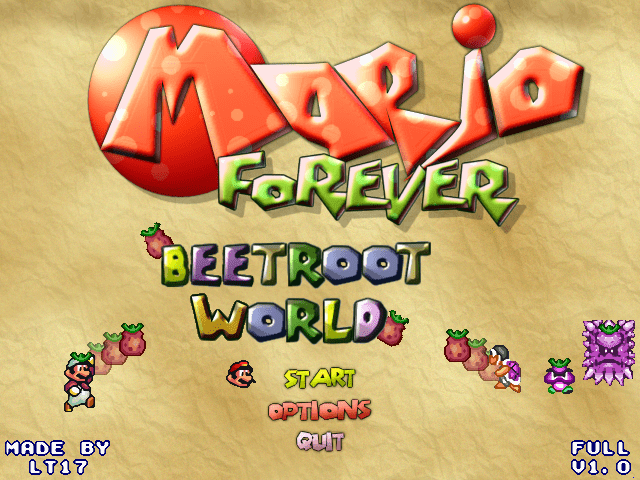 Mario
FOREVER
BEETROOT
WORLD
START
OPTIONS
QUIT
MADE BY
LT17
FULL
V1.0